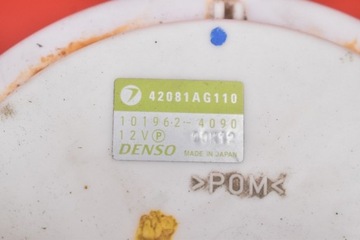 42081AG110
101962-4090
12V Ⓟ
DENSO MADE IN JAPAN
>POM<